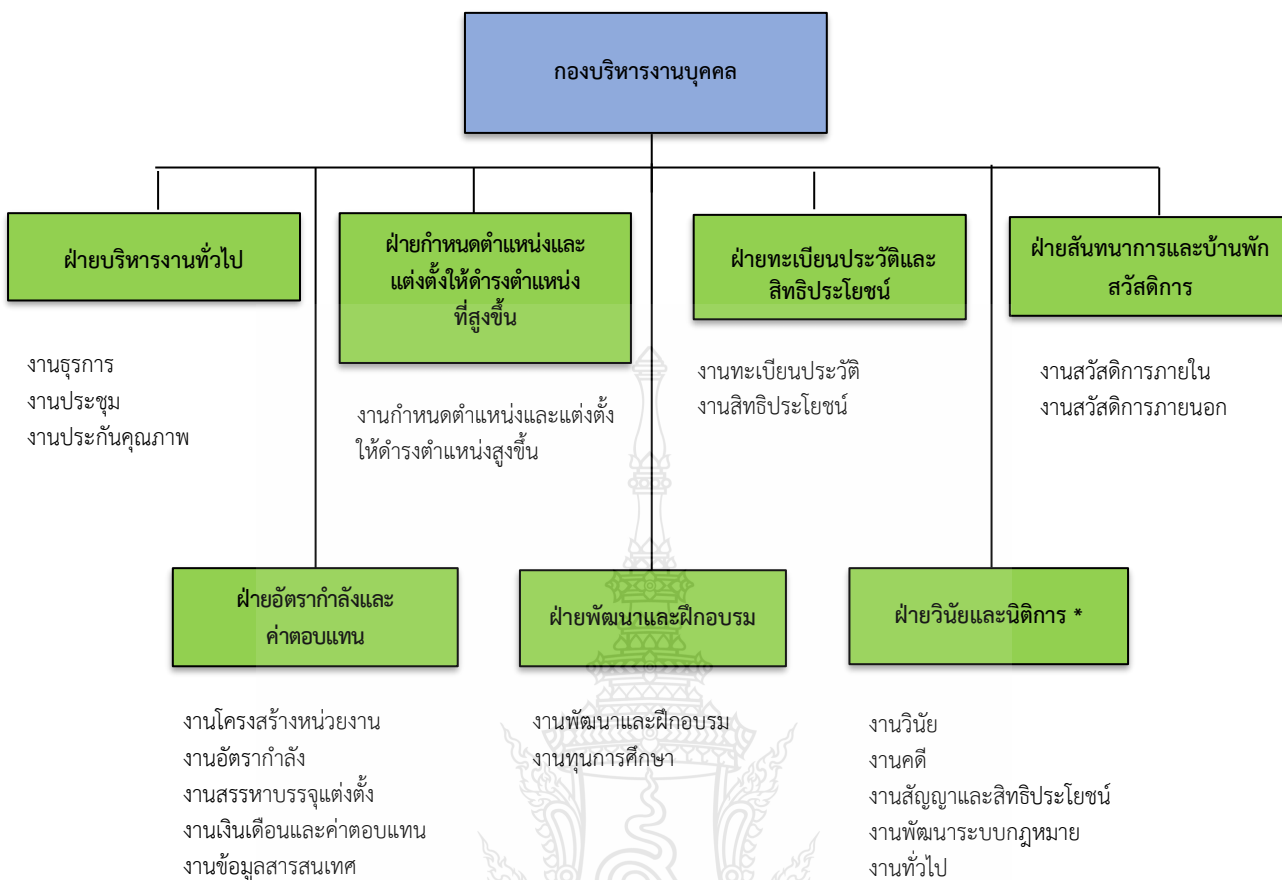 กองบริหารงานบุคคล
ฝ่ายบริหารงานทั่วไป
งานธุรการ
งานประชุม
งานประกันคุณภาพ
ฝ่ายกำหนดตำแหน่งและ
แต่งตั้งให้ดำรงตำแหน่ง
ที่สูงขึ้น
งานกำหนดตำแหน่งและแต่งตั้ง
ให้ดำรงตำแหน่งสูงขึ้น
ฝ่ายทะเบียนประวัติและ
สิทธิประโยชน์
งานทะเบียนประวัติ
งานสิทธิประโยชน์
ฝ่ายสันทนาการและบ้านพัก
สวัสดิการ
งานสวัสดิการภายใน
งานสวัสดิการภายนอก
ฝ่ายอัตรากำลังและ
ค่าตอบแทน
งานโครงสร้างหน่วยงาน
งานอัตรากำลัง
งานสรรหาบรรจุแต่งตั้ง
งานเงินเดือนและค่าตอบแทน
งานข้อมูลสารสนเทศ
ฝ่ายพัฒนาและฝึกอบรม
งานพัฒนาและฝึกอบรม
งานทุนการศึกษา
ฝ่ายวินัยและนิติการ *
งานวินัย
งานคดี
งานสัญญาและสิทธิประโยชน์
งานพัฒนาระบบกฎหมาย
งานทั่วไป